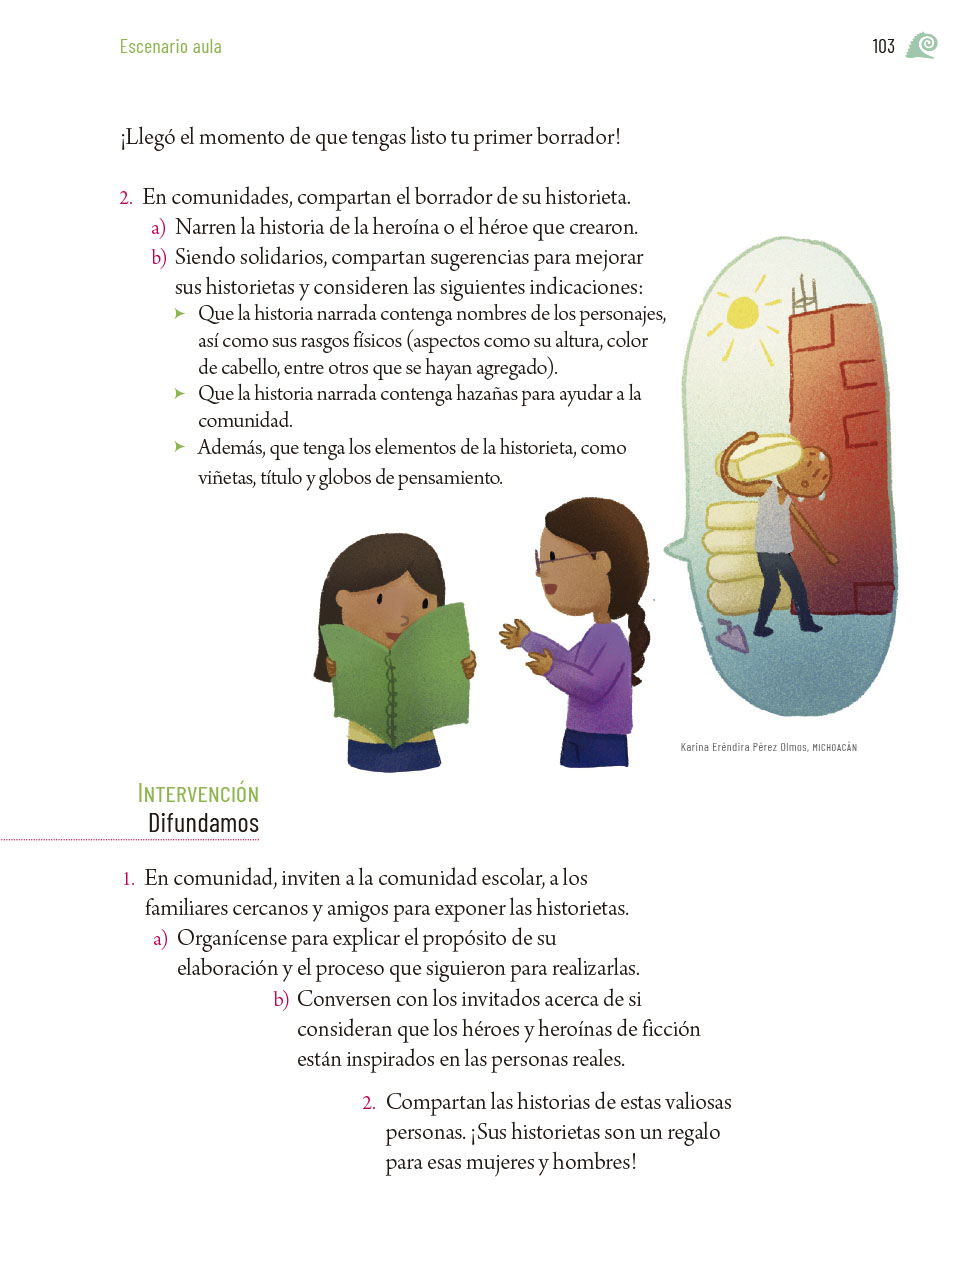 Escenario aula
103
¡Llegó el momento de que tengas listo tu primer borrador!
2. En comunidades, compartan el borrador de su historieta.
a) Narren la historia de la heroína o el héroe que crearon.
b) Siendo solidarios, compartan sugerencias para mejorar
sus historietas y consideren las siguientes indicaciones:
➤ Que la historia narrada contenga nombres de los personajes,
así como sus rasgos físicos (aspectos como su altura, color
de cabello, entre otros que se hayan agregado).
➤ Que la historia narrada contenga hazañas para ayudar a la
comunidad.
➤ Además, que tenga los elementos de la historieta, como
viñetas, título y globos de pensamiento.
Karina Eréndira Pérez Olmos, MICHOACÁN
INTERVENCIÓN
Difundamos
1. En comunidad, inviten a la comunidad escolar, a los
familiares cercanos y amigos para exponer las historietas.
a) Organícense para explicar el propósito de su
elaboración y el proceso que siguieron para realizarlas.
b) Conversen con los invitados acerca de si
consideran que los héroes y heroínas de ficción
están inspirados en las personas reales.
2. Compartan las historias de estas valiosas
personas. ¡Sus historietas son un regalo
para esas mujeres y hombres!